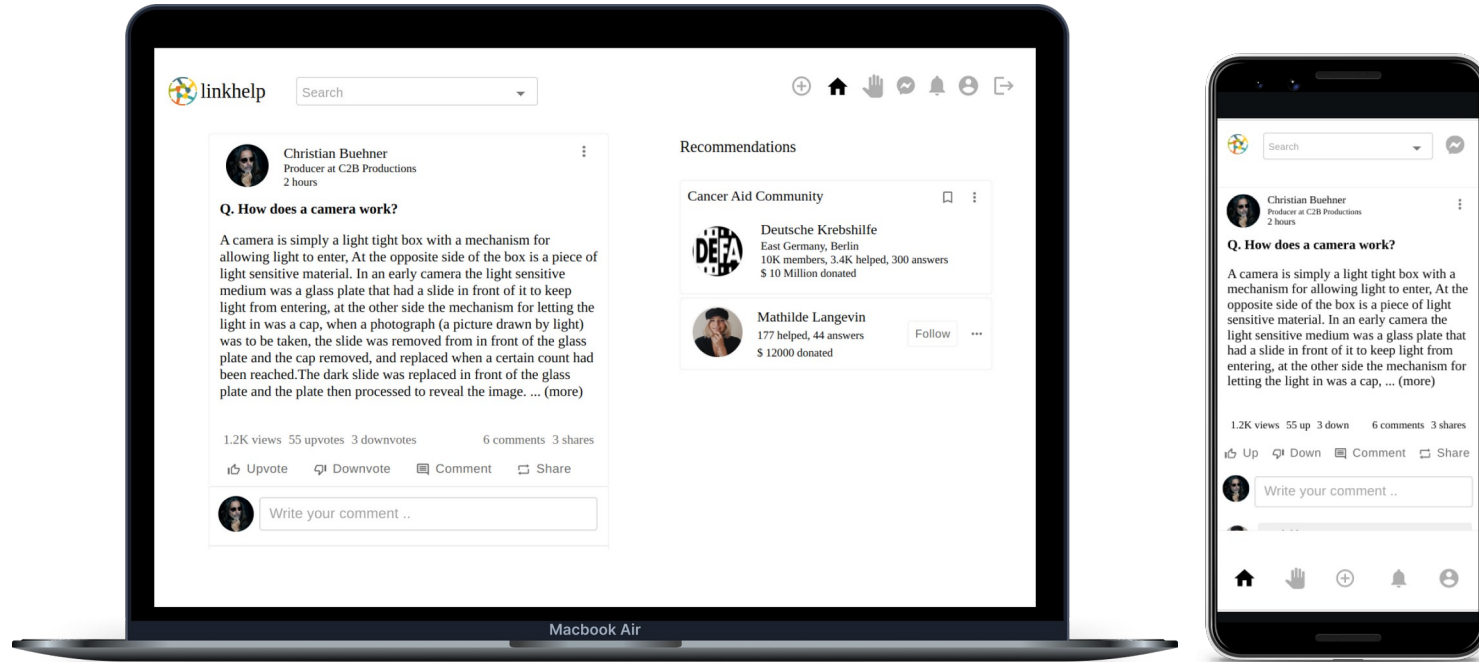 linkhelp
Search
Christian Buehner
Producer at C2B Productions
2 hours
Q. How does a camera work?
A camera is simply a light tight box with a mechanism for
allowing light to enter, At the opposite side of the box is a piece of
light sensitive material. In an early camera the light sensitive
medium was a glass plate that had a slide in front of it to keep
light from entering, at the other side the mechanism for letting the
light in was a cap, when a photograph (a picture drawn by light)
was to be taken, the slide was removed from in front of the glass
plate and the cap removed, and replaced when a certain count had
been reached.The dark slide was replaced in front of the glass
plate and the plate then processed to reveal the image. ... (more)
1.2K views 55 upvotes 3 downvotes 6 comments 3 shares
Upvote Downvote Comment Share
Write your comment ..
Recommendations
Cancer Aid Community
DEFA
Deutsche Krebshilfe
East Germany, Berlin
10K members, 3.4K helped, 300 answers
$ 10 Million donated
Mathilde Langevin
177 helped, 44 answers
$ 12000 donated
Follow
Macbook Air
Search
Christian Buehner
Producer at C2B Productions
2 hours
Q. How does a camera work?
A camera is simply a light tight box with a
mechanism for allowing light to enter, At the
opposite side of the box is a piece of light
sensitive material. In an early camera the
light sensitive medium was a glass plate that
had a slide in front of it to keep light from
entering, at the other side the mechanism for
letting the light in was a cap, ... (more)
1.2K views 55 up 3 down 6 comments 3 shares
Up Down Comment Share
Write your comment ..